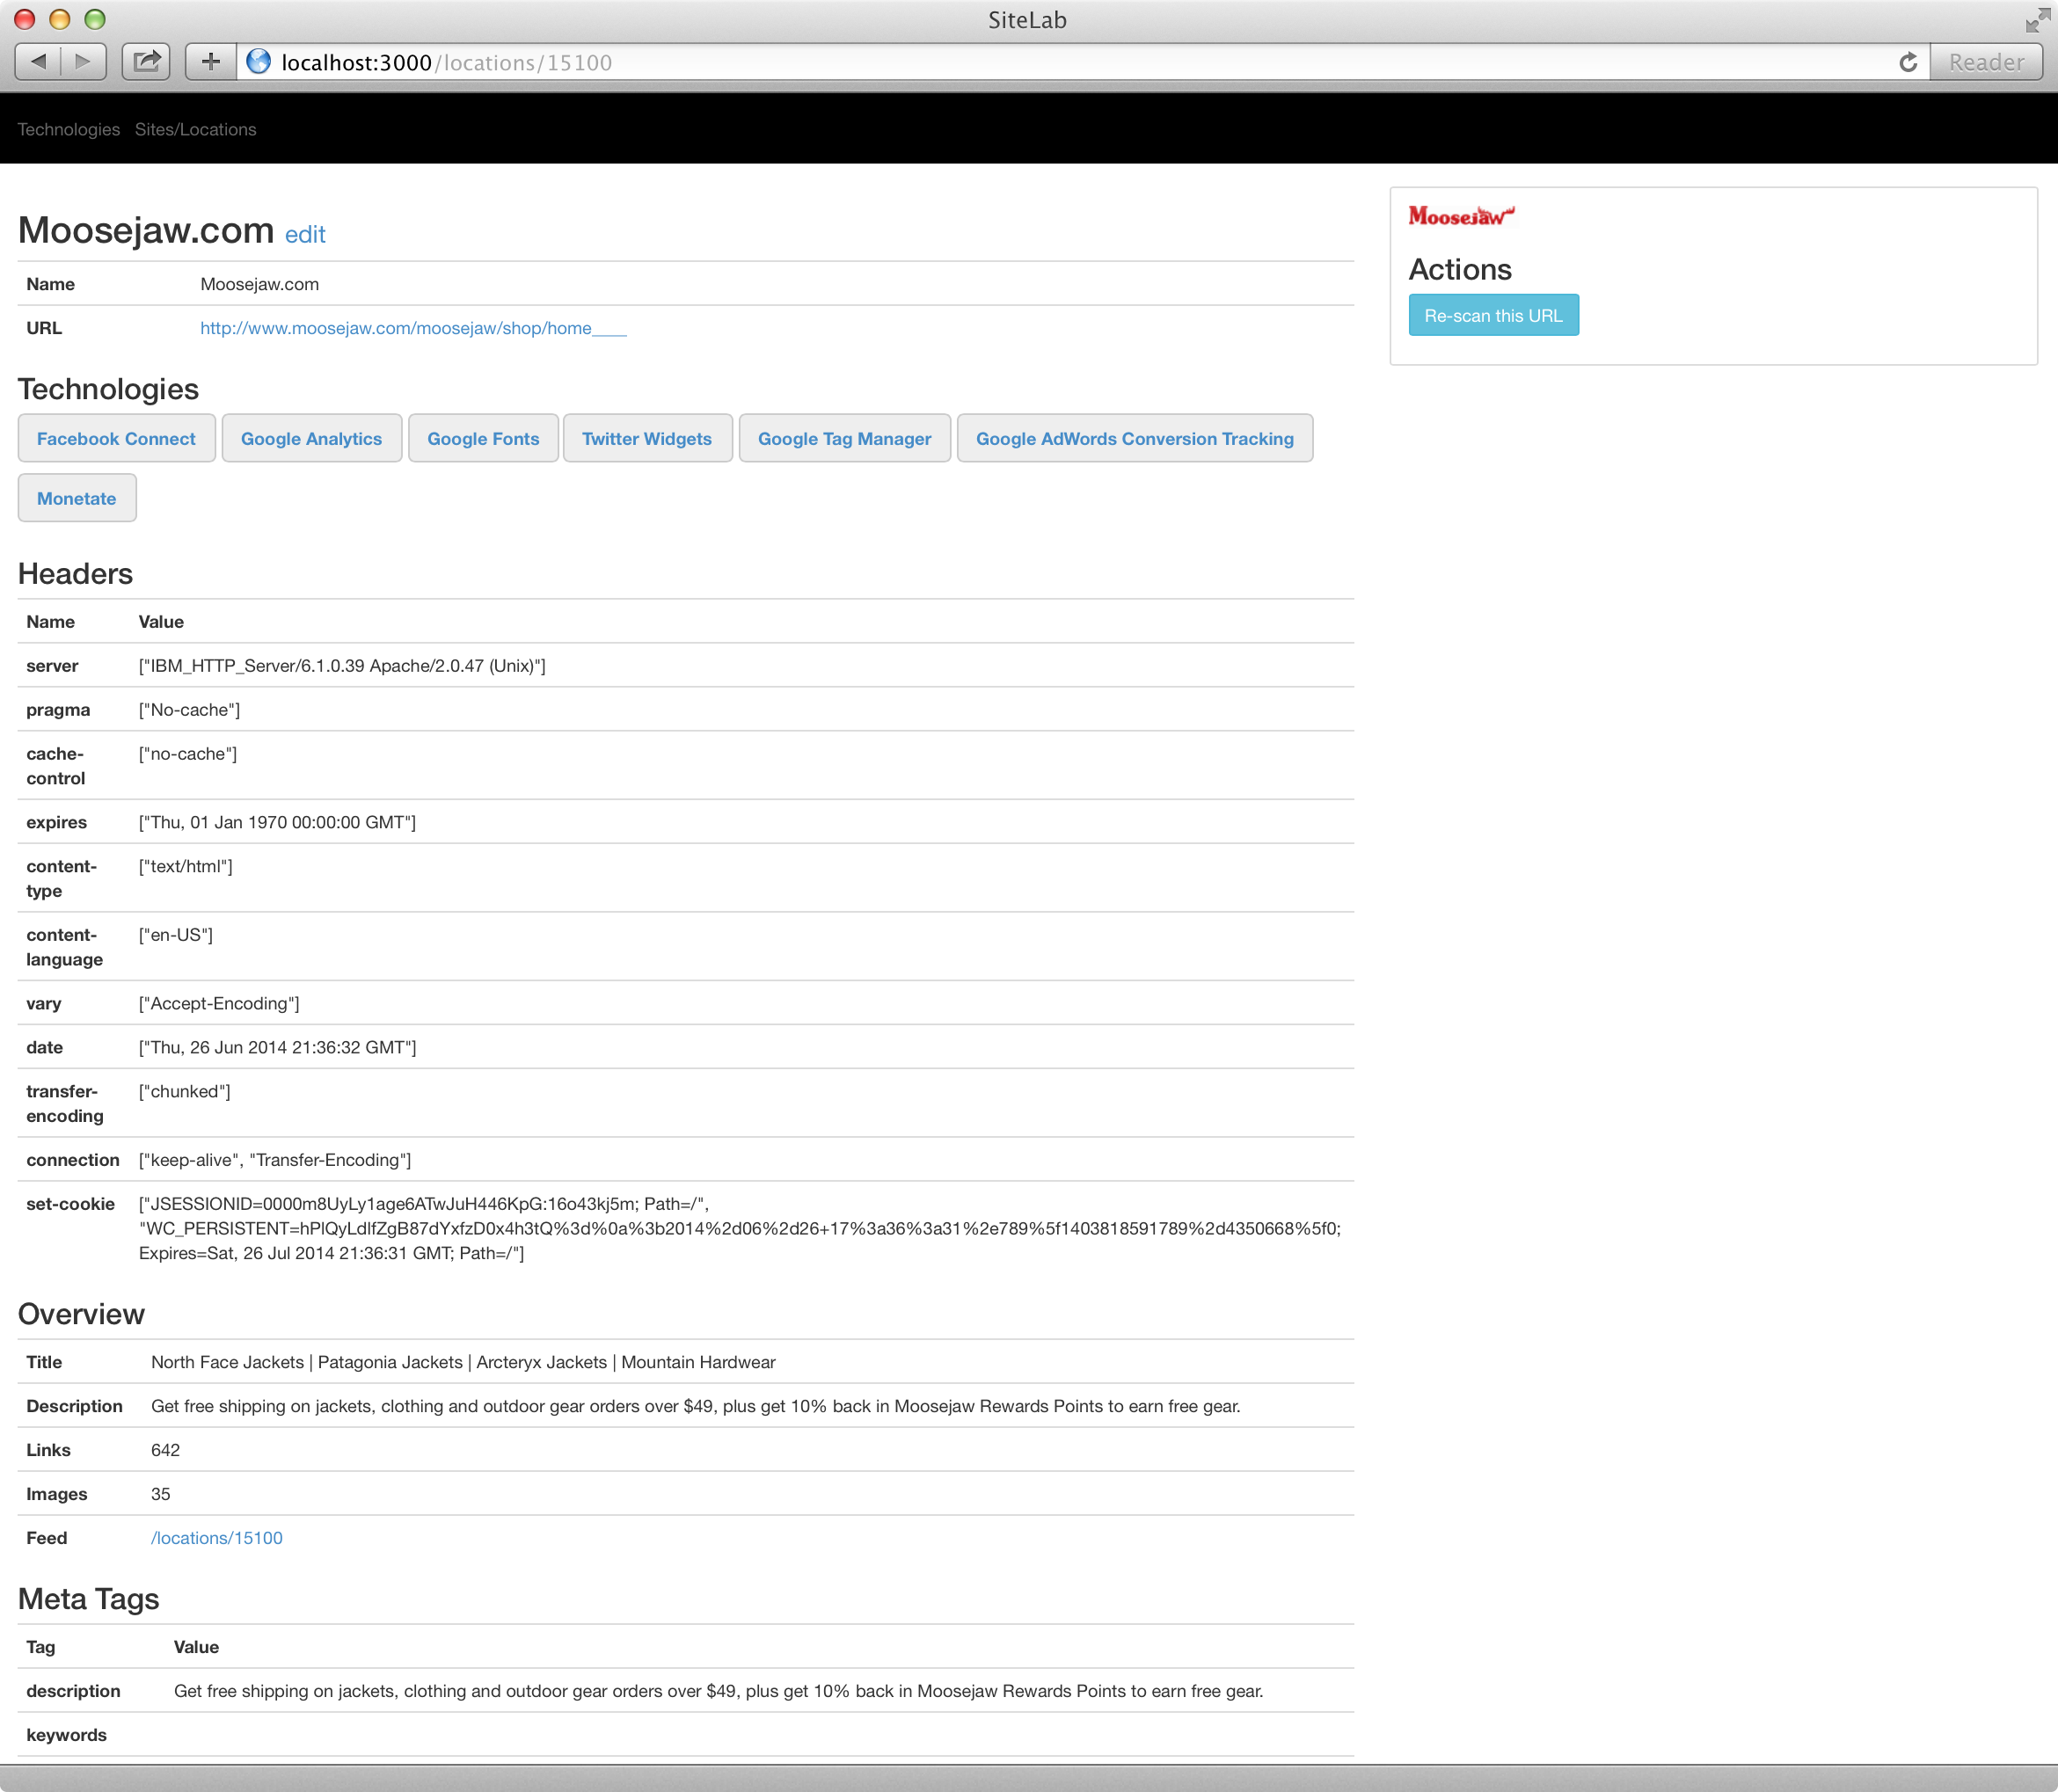 SiteLab
localhost:3000/locations/15100
Reader
Technologies Sites/Locations
Moosejaw.com edit
Name Moosejaw.com
URL http://www.moosejaw.com/moosejaw/shop/home____
Moosejaw
Actions
Re-scan this URL
Technologies
Facebook Connect Google Analytics Google Fonts Twitter Widgets Google Tag Manager Google AdWords Conversion Tracking
Monetate
Headers
Name Value
server ["IBM_HTTP_Server/6.1.0.39 Apache/2.0.47 (Unix)"]
pragma ["No-cache"]
cache-
control ["no-cache"]
expires ["Thu, 01 Jan 1970 00:00:00 GMT"]
content-
type ["text/html"]
content-
language ["en-US"]
vary ["Accept-Encoding"]
date ["Thu, 26 Jun 2014 21:36:32 GMT"]
transfer-
encoding ["chunked"]
connection ["keep-alive", "Transfer-Encoding"]
set-cookie ["JSESSIONID=0000m8UyLy1age6ATwJuH446KpG:16o43kj5m; Path=/",
"WC_PERSISTENT=hPlQyLdlfZgB87dYxfzD0x4h3tQ%3d%0a%3b2014%2d06%2d26+17%3a36%3a31%2e789%5f1403818591789%2d4350668%5f0;
Expires=Sat, 26 Jul 2014 21:36:31 GMT; Path=/"]
Overview
Title North Face Jackets | Patagonia Jackets | Arcteryx Jackets | Mountain Hardwear
Description Get free shipping on jackets, clothing and outdoor gear orders over $49, plus get 10% back in Moosejaw Rewards Points to earn free gear.
Links 642
Images 35
Feed /locations/15100
Meta Tags
Tag Value
description Get free shipping on jackets, clothing and outdoor gear orders over $49, plus get 10% back in Moosejaw Rewards Points to earn free gear.
keywords